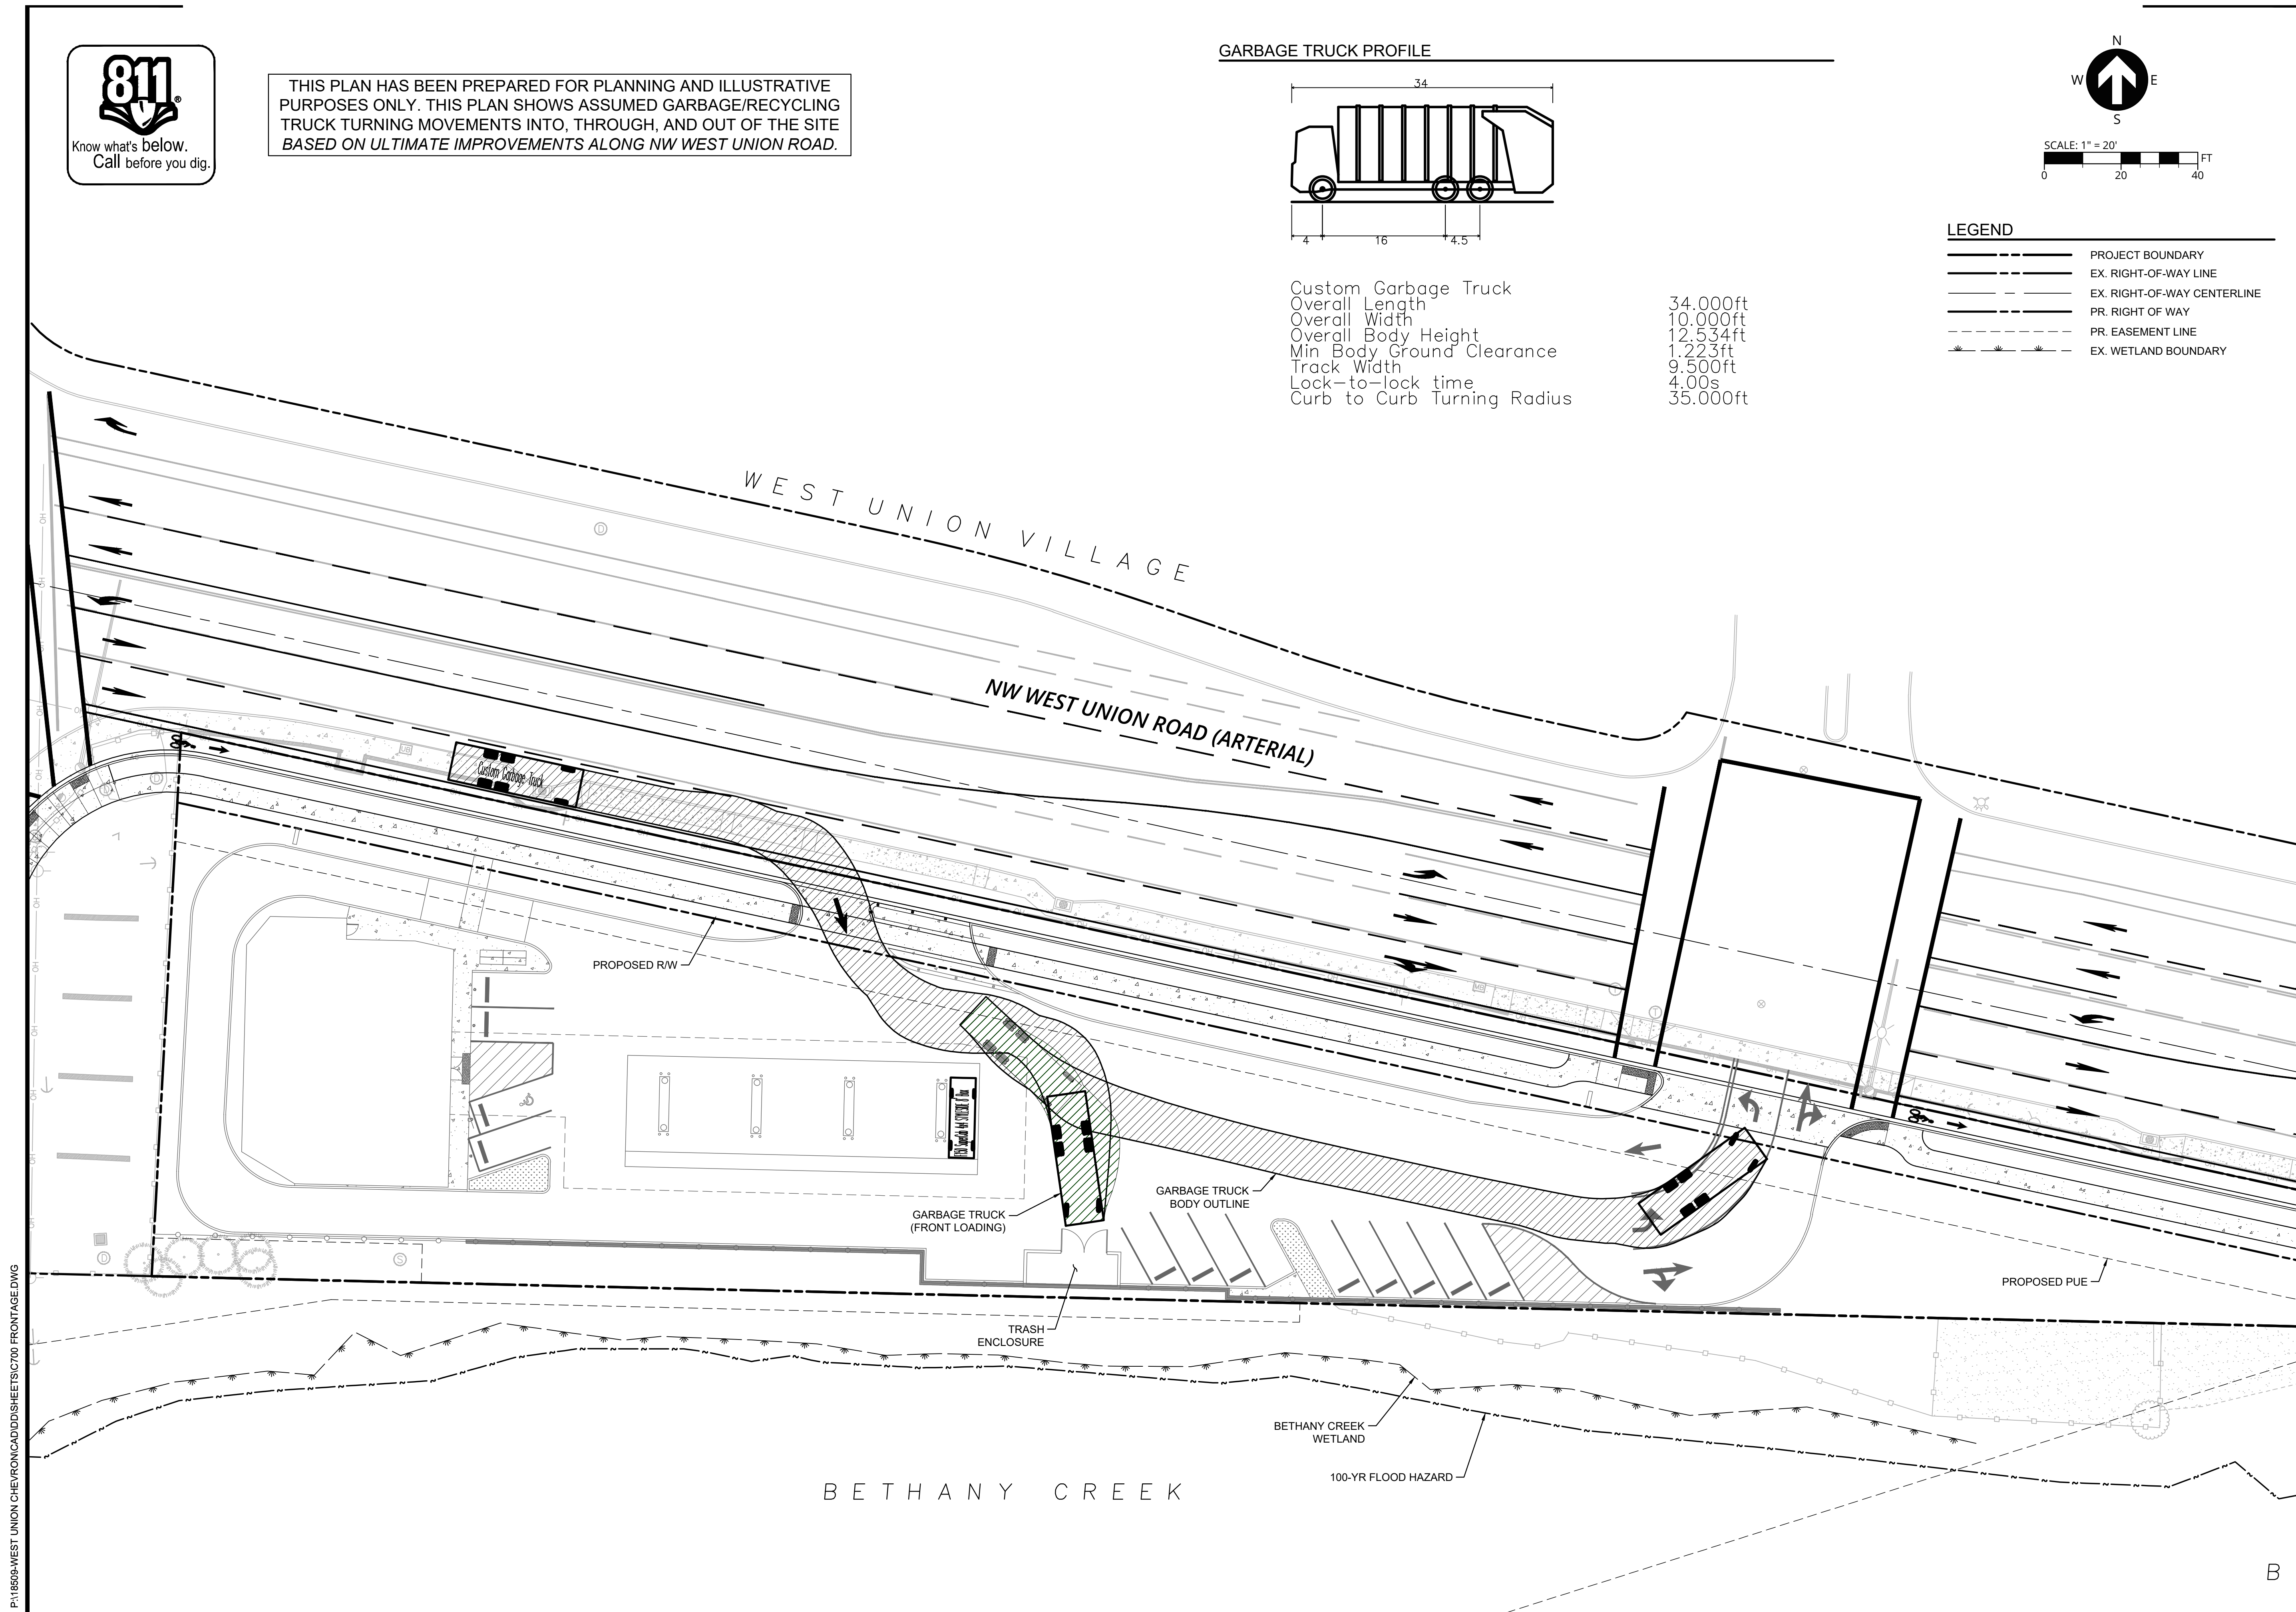 811®
Know what's below.
Call before you dig.
THIS PLAN HAS BEEN PREPARED FOR PLANNING AND ILLUSTRATIVE
PURPOSES ONLY. THIS PLAN SHOWS ASSUMED GARBAGE/RECYCLING
TRUCK TURNING MOVEMENTS INTO, THROUGH, AND OUT OF THE SITE
BASED ON ULTIMATE IMPROVEMENTS ALONG NW WEST UNION ROAD.
GARBAGE TRUCK PROFILE
34
4 16 4.5
Custom Garbage Truck
Overall Length 34.000ft
Overall Width 10.000ft
Overall Body Height 12.534ft
Min Body Ground Clearance 1.223ft
Track Width 9.500ft
Lock-to-lock time 4.00s
Curb to Curb Turning Radius 35.000ft
N
W E
S
SCALE: 1" = 20'
FT
0 20 40
LEGEND
PROJECT BOUNDARY
EX. RIGHT-OF-WAY LINE
EX. RIGHT-OF-WAY CENTERLINE
PR. RIGHT OF WAY
PR. EASEMENT LINE
EX. WETLAND BOUNDARY
WEST UNION VILLAGE
NW WEST UNION ROAD (ARTERIAL)
Custom Garbage Truck
PROPOSED R/W
GARBAGE TRUCK
(FRONT LOADING)
GARBAGE TRUCK
BODY OUTLINE
PROPOSED PUE
TRASH
ENCLOSURE
BETHANY CREEK
WETLAND
100-YR FLOOD HAZARD
BETHANY CREEK
B
P:\18509-WEST UNION CHEVRON\CAD\DD\SHEETS\C700 FRONTAGE.DWG